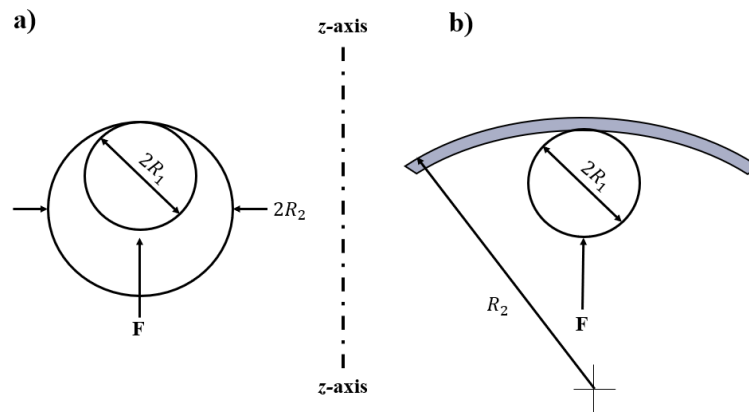 a)
2R₁
2R₂
F
z-axis
z-axis
b)
2R₁
R₂
F